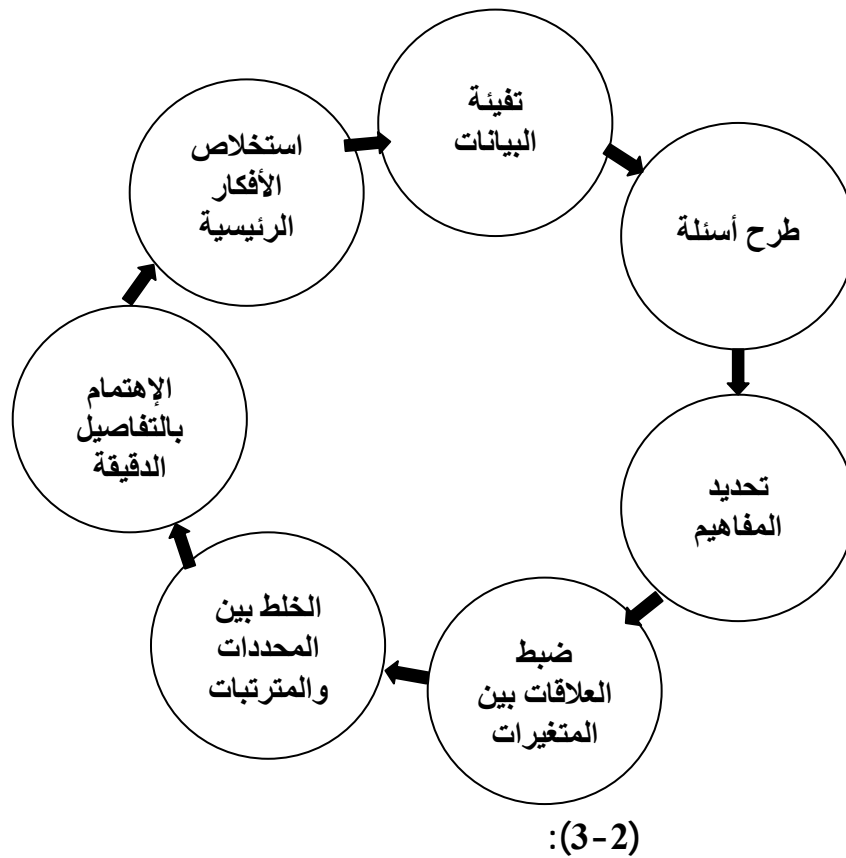 تفيئة
البيانات
طرح أسئلة
تحديد
المفاهيم
ضبط
العلاقات بين
المتغيرات
الخلط بين
المحددات
والمترتبات
الإهتمام
بالتفاصيل
الدقيقة
استخلاص
الأفكار
الرئيسية
(3-2):